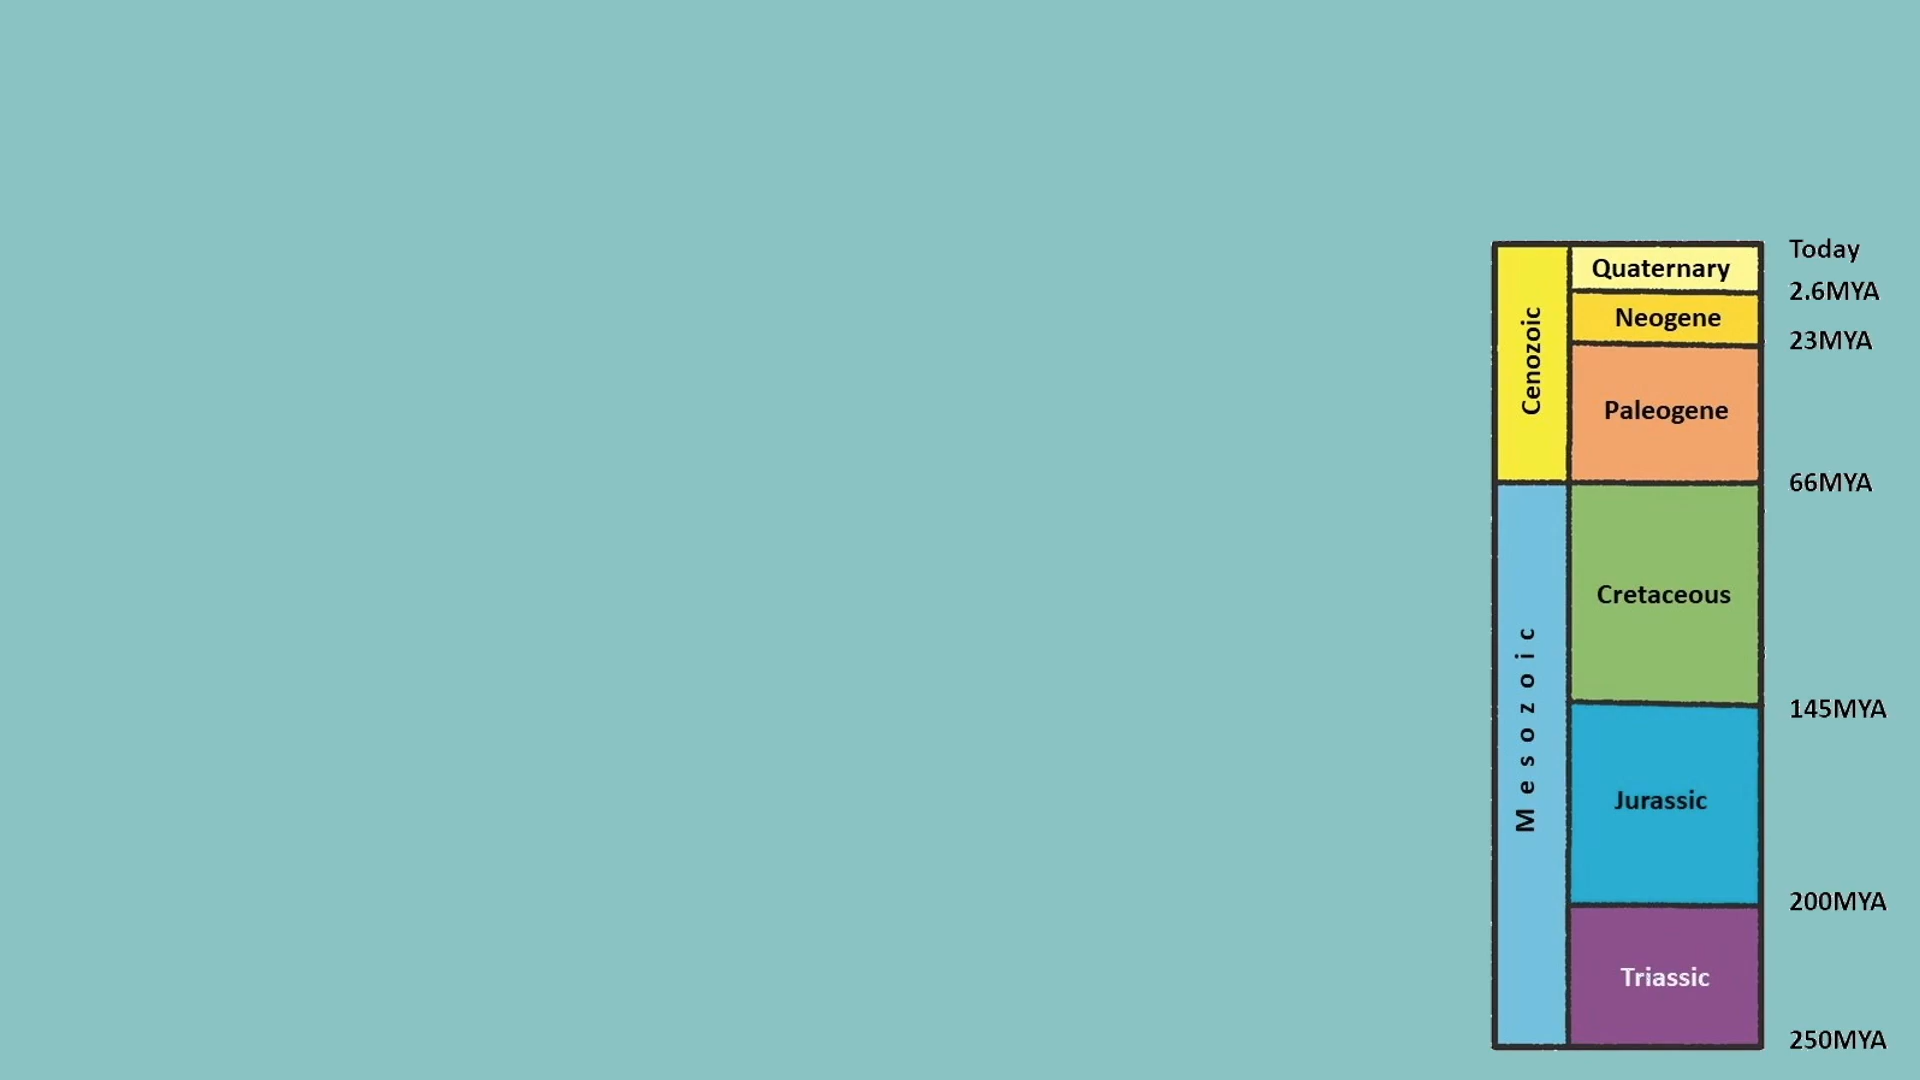 Today
Quaternary
2.6MYA
Neogene
23MYA
Cenozoic
Paleogene
66MYA
Cretaceous
Mesozoic
145MYA
Jurassic
200MYA
Triassic
250MYA